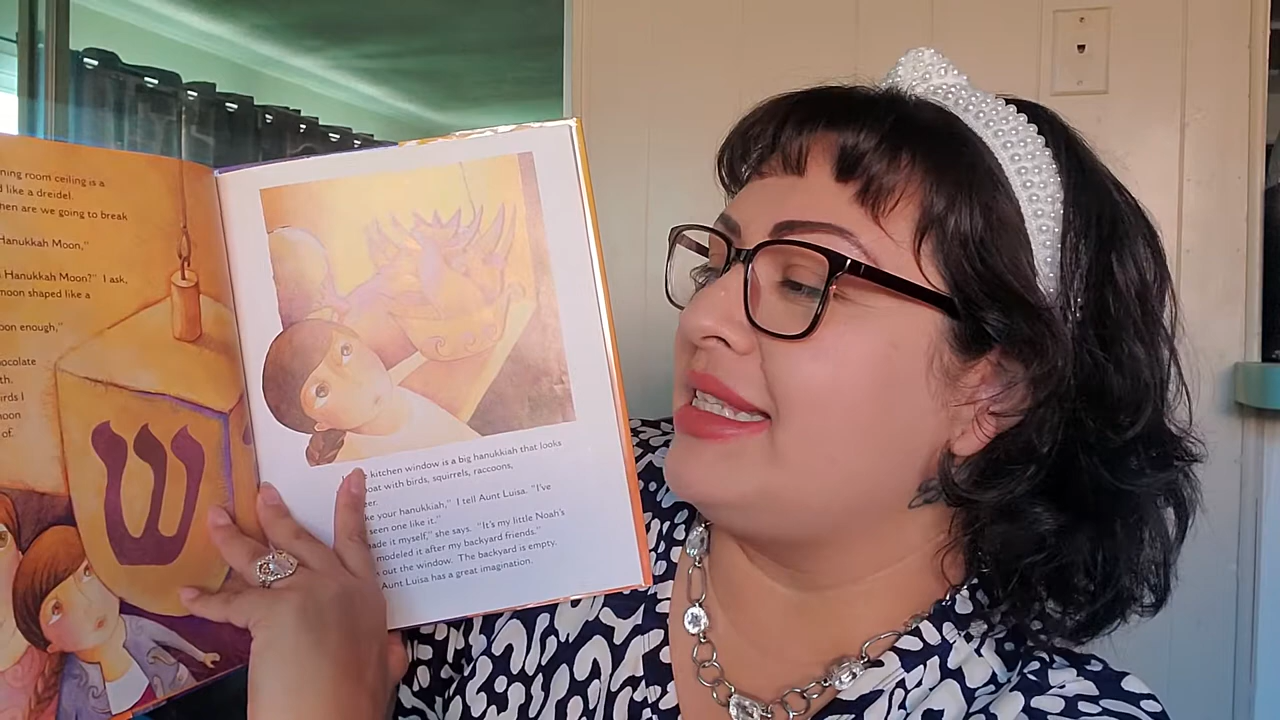 ning room ceiling is a
like a dreidel.
hen are we going to break
Hanukkah Moon,"
Hanukkah Moon?" I ask,
moon shaped like a
oon enough,"
ocolate
th.
irds I
moon
of.
ש
kitchen window is a big hanukkiah that looks
boat with birds, squirrels, raccoons,
eer.
ke your hanukkiah," I tell Aunt Luisa. "I've
seen one like it."
made it myself," she says. "It's my little Noah's
modeled it after my backyard friends."
out the window. The backyard is empty.
Aunt Luisa has a great imagination.